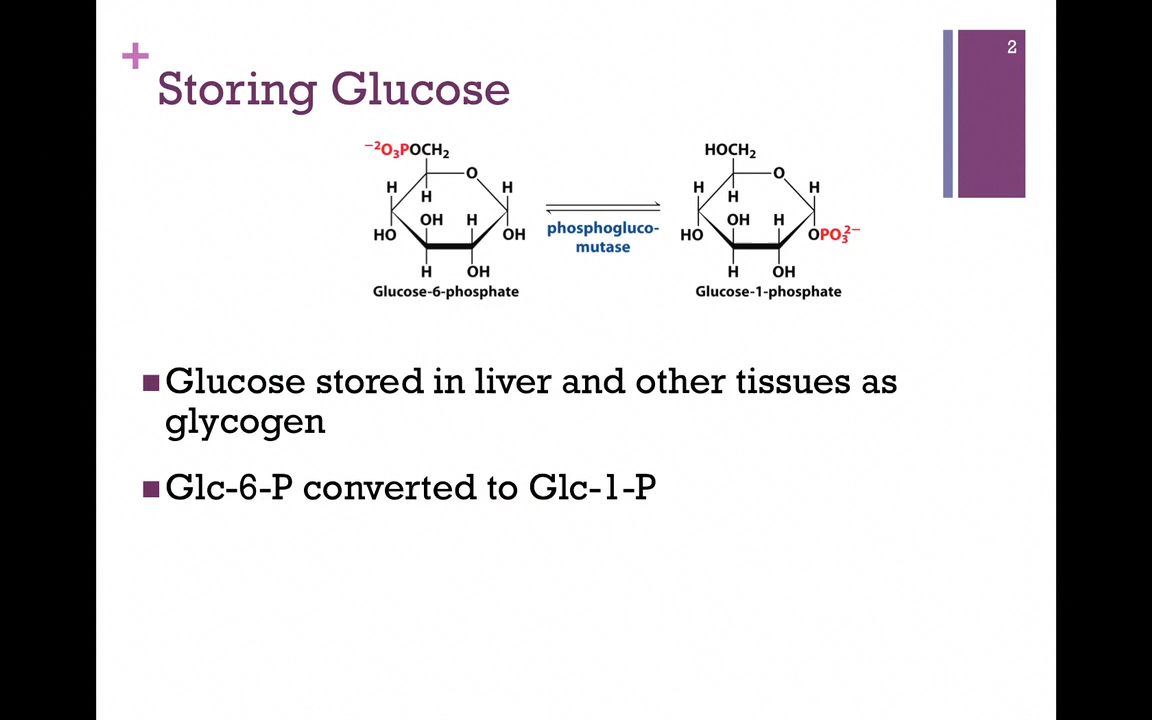 2
+
Storing Glucose
⁻²O₃POCH₂
O
H
H
H
OH
H
HO
OH
H
OH
Glucose-6-phosphate
phosphogluco-
mutase
HOCH₂
O
H
H
H
OH
H
HO
OPO₃²⁻
H
OH
Glucose-1-phosphate
Glucose stored in liver and other tissues as
glycogen
Glc-6-P converted to Glc-1-P